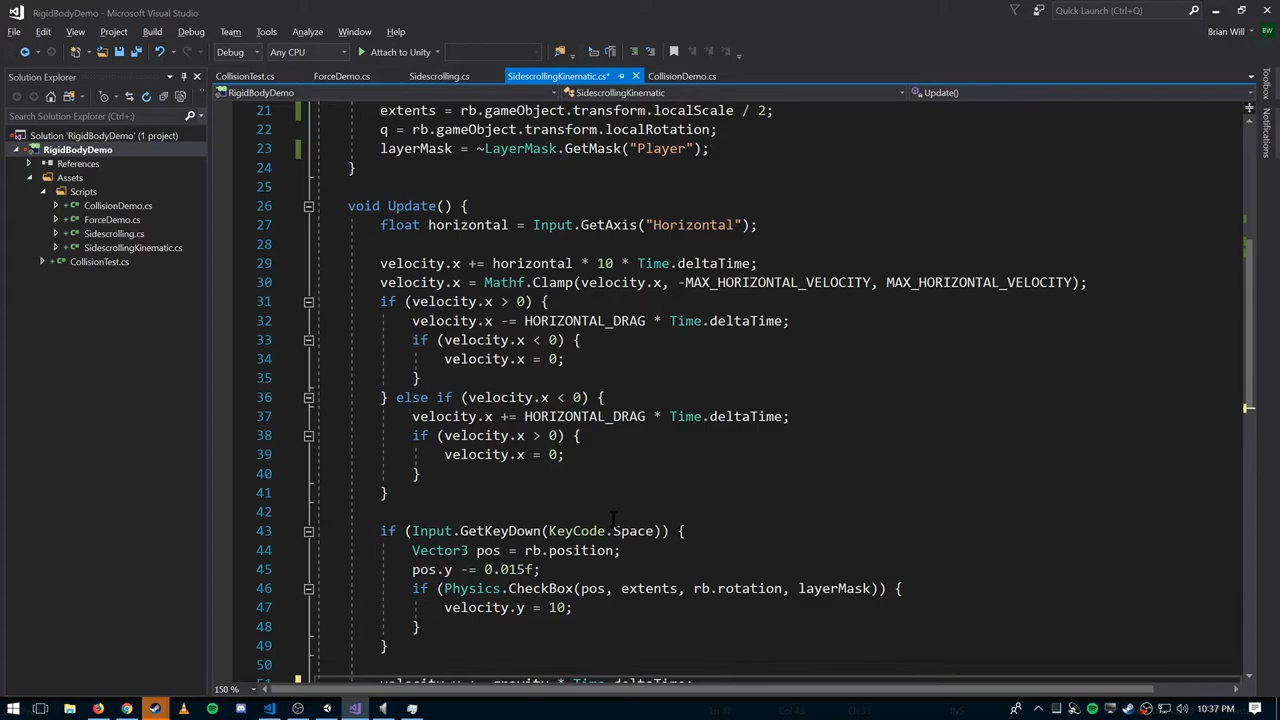 RigidBodyDemo - Microsoft Visual Studio
Quick Launch (Ctrl+Q)
File Edit View Project Build Debug Team Tools Analyze Window Help
Brian Will BW
Debug Any CPU Attach to Unity
Solution Explorer
Search Solution Explorer (Ctrl+;)
Solution 'RigidBodyDemo' (1 project)
RigidBodyDemo
References
Assets
Scripts
CollisionDemo.cs
ForceDemo.cs
Sidescrolling.cs
SidescrollingKinematic.cs
CollisionTest.cs
CollisionTest.cs ForceDemo.cs Sidescrolling.cs SidescrollingKinematic.cs* CollisionDemo.cs
RigidBodyDemo SidescrollingKinematic Update()
21 extents = rb.gameObject.transform.localScale / 2;
22 q = rb.gameObject.transform.localRotation;
23 layerMask = ~LayerMask.GetMask("Player");
24 }
25
26 void Update() {
27 float horizontal = Input.GetAxis("Horizontal");
28
29 velocity.x += horizontal * 10 * Time.deltaTime;
30 velocity.x = Mathf.Clamp(velocity.x, -MAX_HORIZONTAL_VELOCITY, MAX_HORIZONTAL_VELOCITY);
31 if (velocity.x > 0) {
32 velocity.x -= HORIZONTAL_DRAG * Time.deltaTime;
33 if (velocity.x < 0) {
34 velocity.x = 0;
35 }
36 } else if (velocity.x < 0) {
37 velocity.x += HORIZONTAL_DRAG * Time.deltaTime;
38 if (velocity.x > 0) {
39 velocity.x = 0;
40 }
41 }
42
43 if (Input.GetKeyDown(KeyCode.Space)) {
44 Vector3 pos = rb.position;
45 pos.y -= 0.015f;
46 if (Physics.CheckBox(pos, extents, rb.rotation, layerMask)) {
47 velocity.y = 10;
48 }
49 }
50
51
150 %
Toolbox
Notifications
10:37 PM